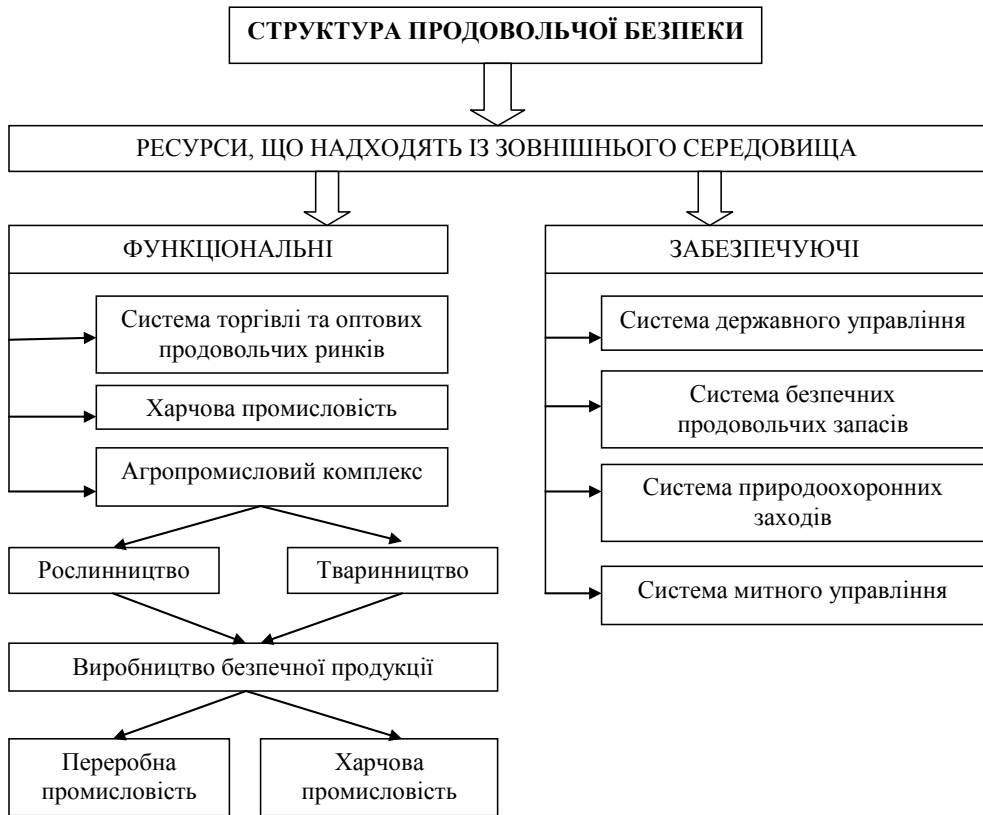 СТРУКТУРА ПРОДОВОЛЬЧОЇ БЕЗПЕКИ
РЕСУРСИ, ЩО НАДХОДЯТЬ ІЗ ЗОВНІШНЬОГО СЕРЕДОВИЩА
ФУНКЦІОНАЛЬНІ
Система торгівлі та оптових
продовольчих ринків
Харчова промисловість
Агропромисловий комплекс
Рослинництво
Тваринництво
Виробництво безпечної продукції
Переробна
промисловість
Харчова
промисловість
ЗАБЕЗПЕЧУЮЧІ
Система державного управління
Система безпечних
продовольчих запасів
Система природоохоронних
заходів
Система митного управління